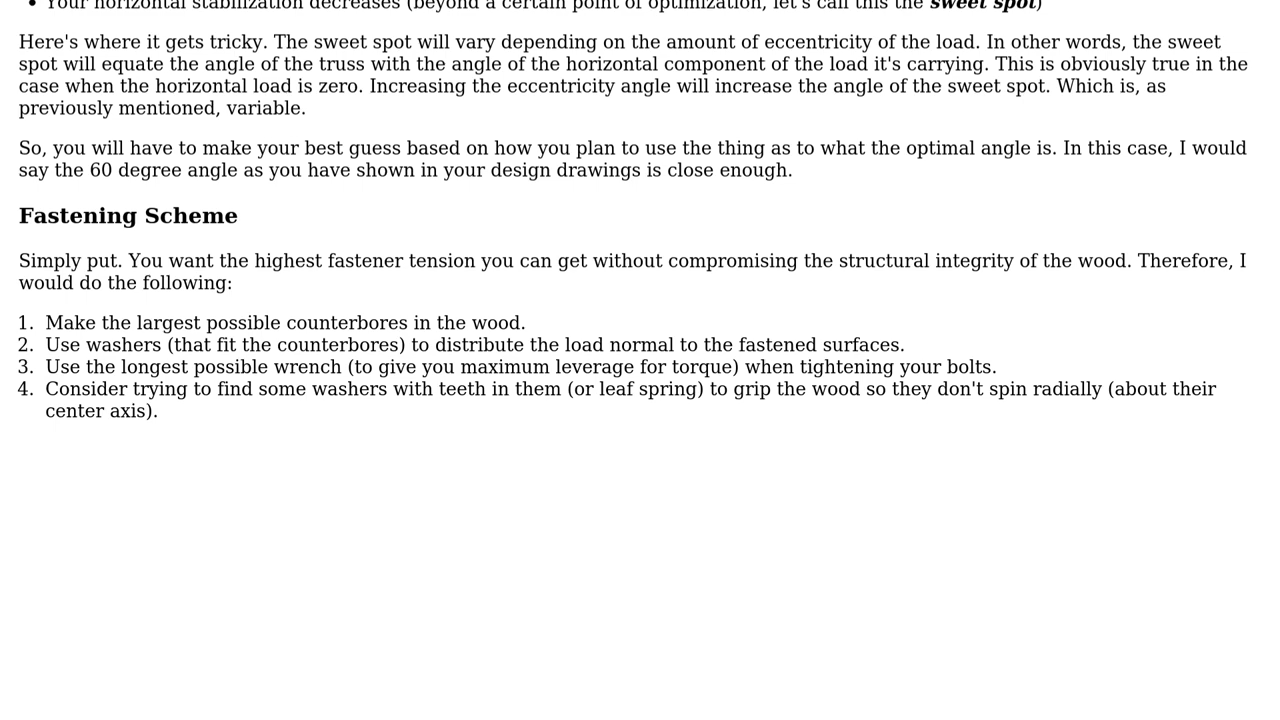 • Your horizontal stabilization decreases (beyond a certain point of optimization, let's call this the sweet spot)
Here's where it gets tricky. The sweet spot will vary depending on the amount of eccentricity of the load. In other words, the sweet
spot will equate the angle of the truss with the angle of the horizontal component of the load it's carrying. This is obviously true in the
case when the horizontal load is zero. Increasing the eccentricity angle will increase the angle of the sweet spot. Which is, as
previously mentioned, variable.
So, you will have to make your best guess based on how you plan to use the thing as to what the optimal angle is. In this case, I would
say the 60 degree angle as you have shown in your design drawings is close enough.
Fastening Scheme
Simply put. You want the highest fastener tension you can get without compromising the structural integrity of the wood. Therefore, I
would do the following:
1. Make the largest possible counterbores in the wood.
2. Use washers (that fit the counterbores) to distribute the load normal to the fastened surfaces.
3. Use the longest possible wrench (to give you maximum leverage for torque) when tightening your bolts.
4. Consider trying to find some washers with teeth in them (or leaf spring) to grip the wood so they don't spin radially (about their
center axis).